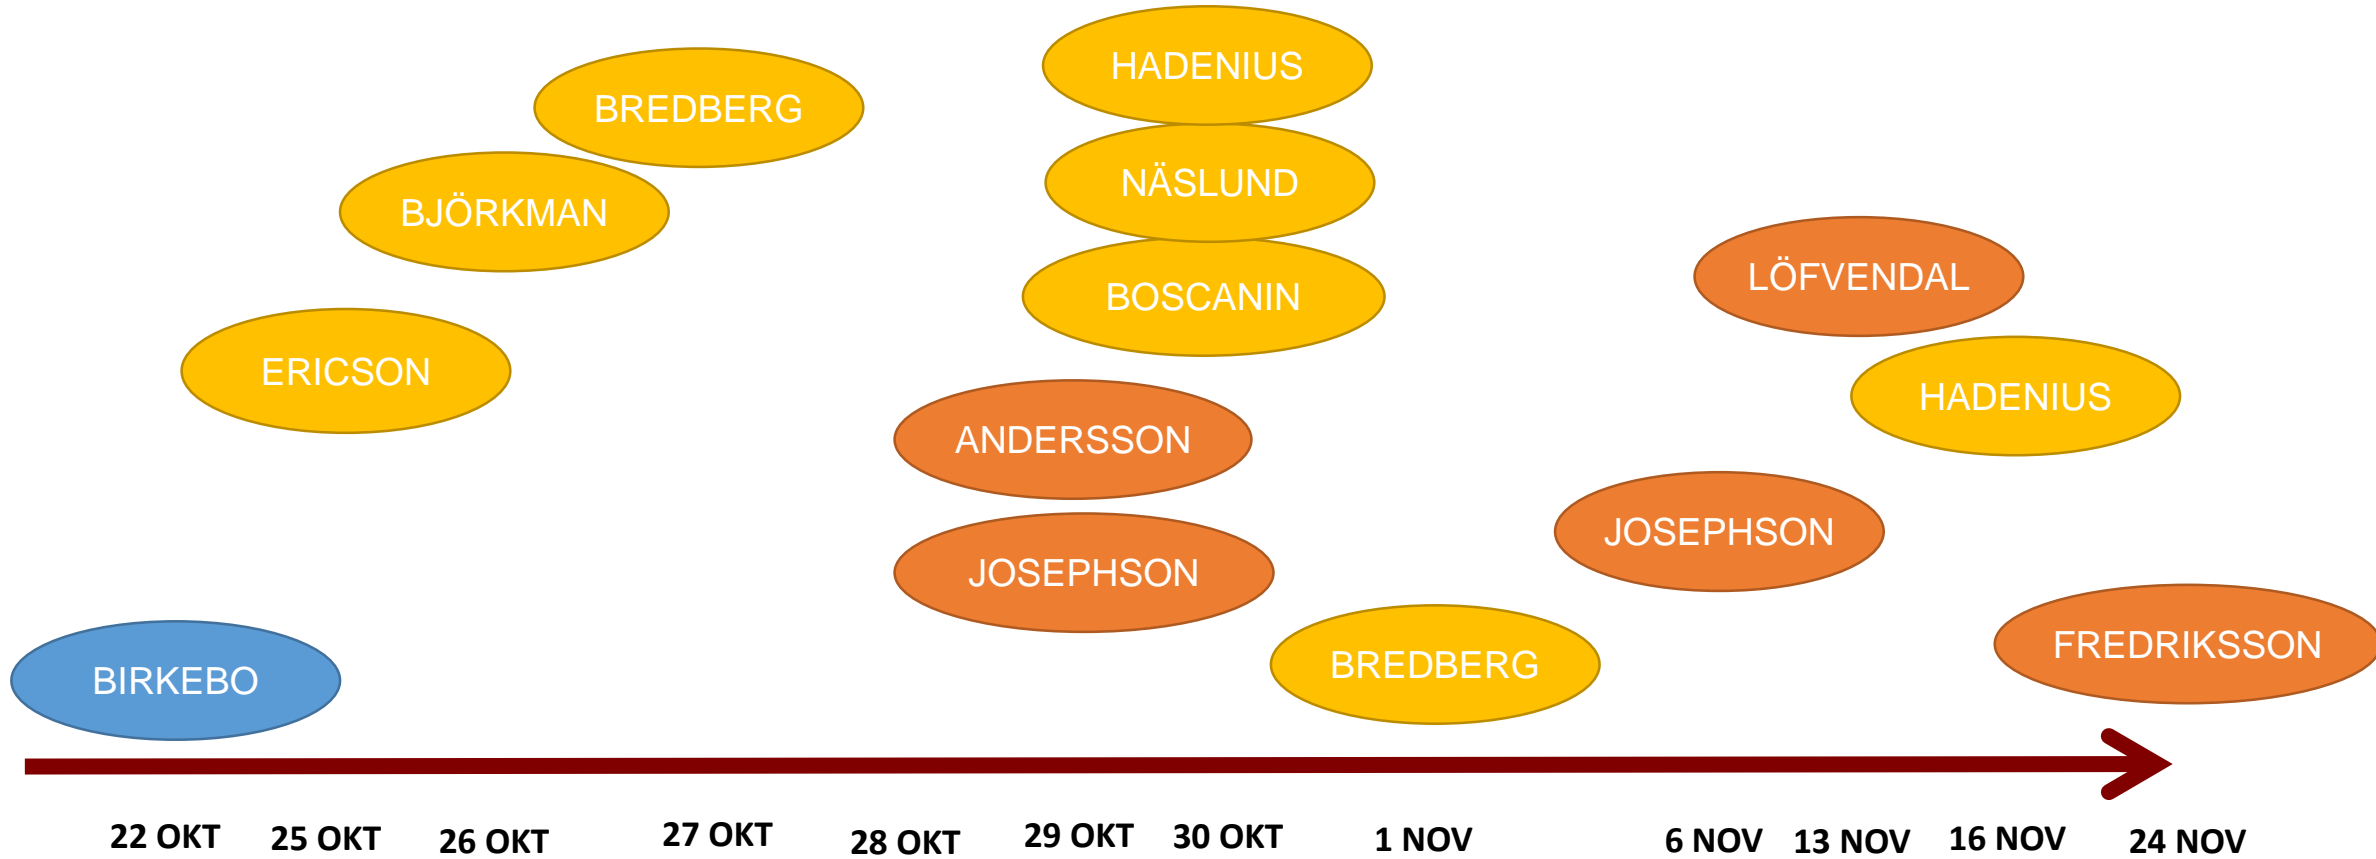 HADENIUS
BREDBERG
NÄSLUND
BJÖRKMAN
BOSCANIN
LÖFVENDAL
ERICSON
HADENIUS
ANDERSSON
JOSEPHSON
JOSEPHSON
FREDRIKSSON
BREDBERG
BIRKEBO
22 OKT 25 OKT 26 OKT 27 OKT 28 OKT 29 OKT 30 OKT 1 NOV 6 NOV 13 NOV 16 NOV 24 NOV